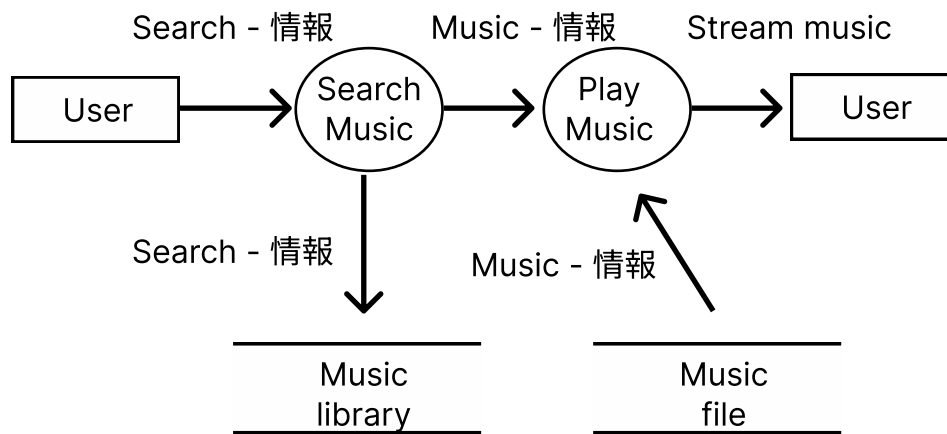 Search - 情報
Music - 情報
Stream music
User
Search
Music
Play
Music
User
Search - 情報
Music - 情報
Music
library
Music
file